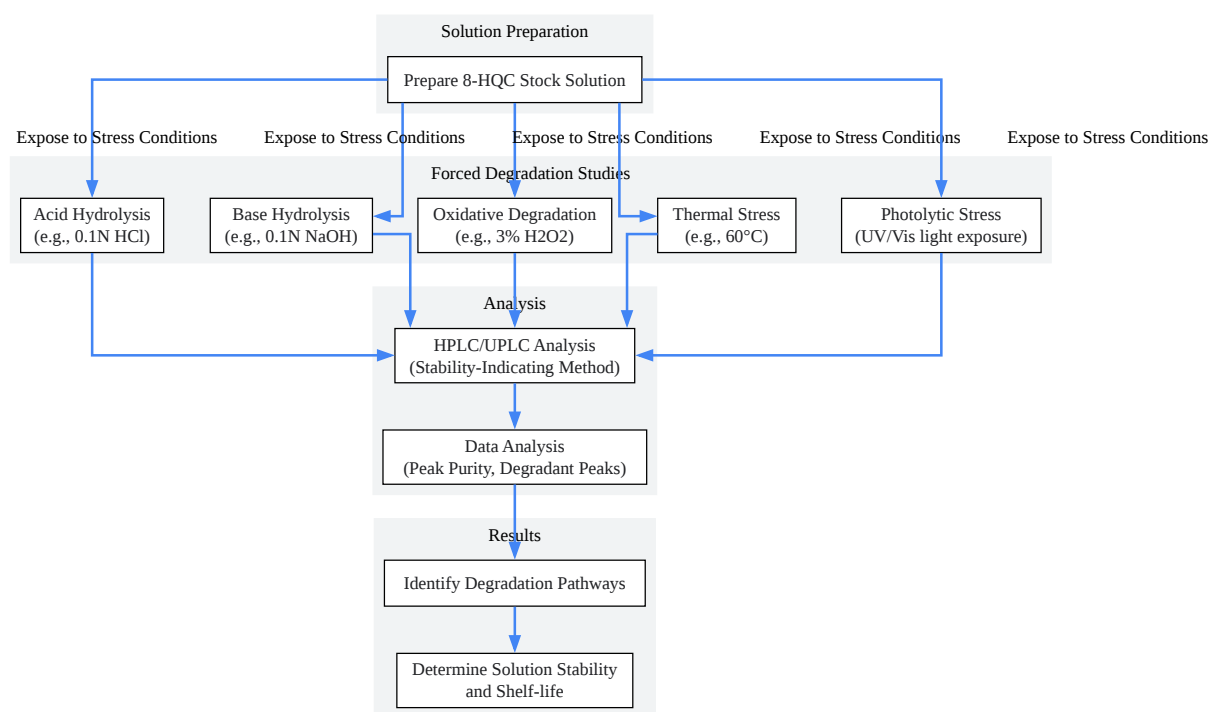 Solution Preparation
Prepare 8-HQC Stock Solution
Expose to Stress Conditions
Expose to Stress Conditions
Expose to Stress Conditions
Expose to Stress Conditions
Expose to Stress Conditions
Forced Degradation Studies
Acid Hydrolysis
(e.g., 0.1N HCl)
Base Hydrolysis
(e.g., 0.1N NaOH)
Oxidative Degradation
(e.g., 3% H2O2)
Thermal Stress
(e.g., 60°C)
Photolytic Stress
(UV/Vis light exposure)
Analysis
HPLC/UPLC Analysis
(Stability-Indicating Method)
Data Analysis
(Peak Purity, Degradant Peaks)
Results
Identify Degradation Pathways
Determine Solution Stability
and Shelf-life